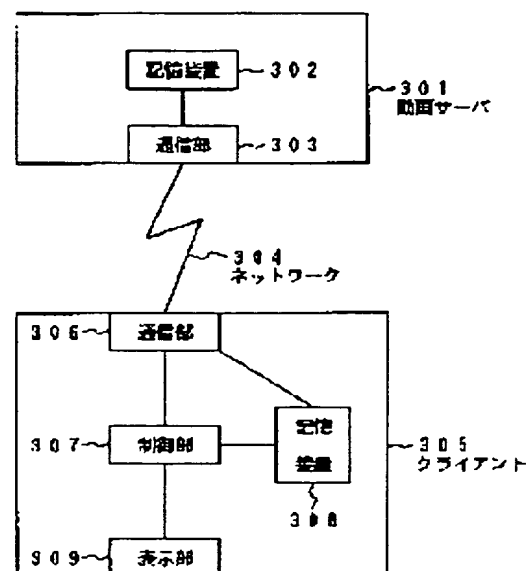 記憶装置 302
301
動画サーバ
通信部 303
304
ネットワーク
306 通信部
記憶
307 制御部
装置
305
クライアント
308
309 表示部